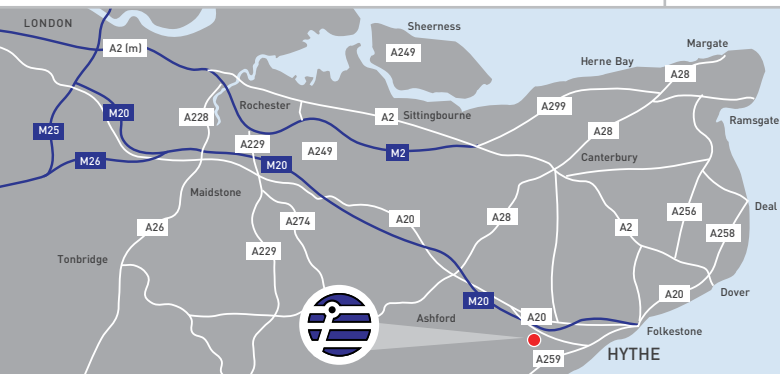 Sheerness
LONDON
A2 (m)
A249
Margate
Herne Bay
A28
Rochester
A299
M20
A228
A2
Sittingbourne
Ramsgate
M25
A28
A229
A249
M2
M26
M20
Canterbury
Maidstone
Deal
A26
A274
A20
A28
A2
A256
A258
A229
Tonbridge
Dover
M20
A20
Ashford
A20
Folkestone
HYTHE
A259